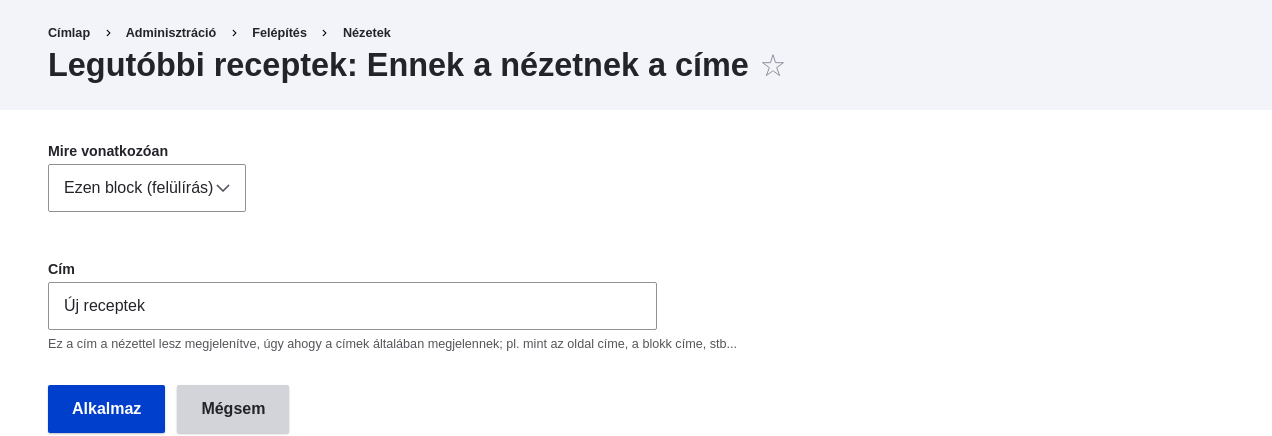 Címlap > Adminisztráció > Felépítés > Nézetek
Legutóbbi receptek: Ennek a nézetnek a címe
Mire vonatkozóan
Ezen block (felülírás)
Cím
Új receptek
Ez a cím a nézettel lesz megjelenítve, úgy ahogy a címek általában megjelennek; pl. mint az oldal címe, a blokk címe, stb...
Alkalmaz Mégsem